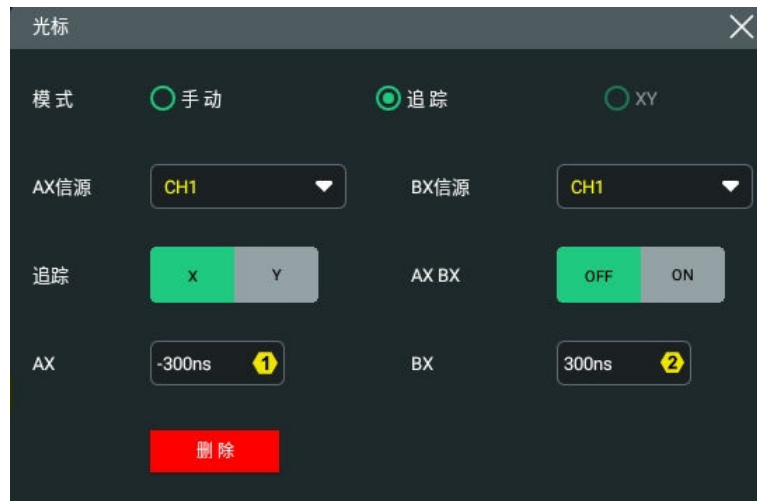 光标
模式 手动 追踪 XY
AX信源 CH1 BX信源 CH1
追踪 X Y AX BX OFF ON
AX -300ns 1 BX 300ns 2
删除